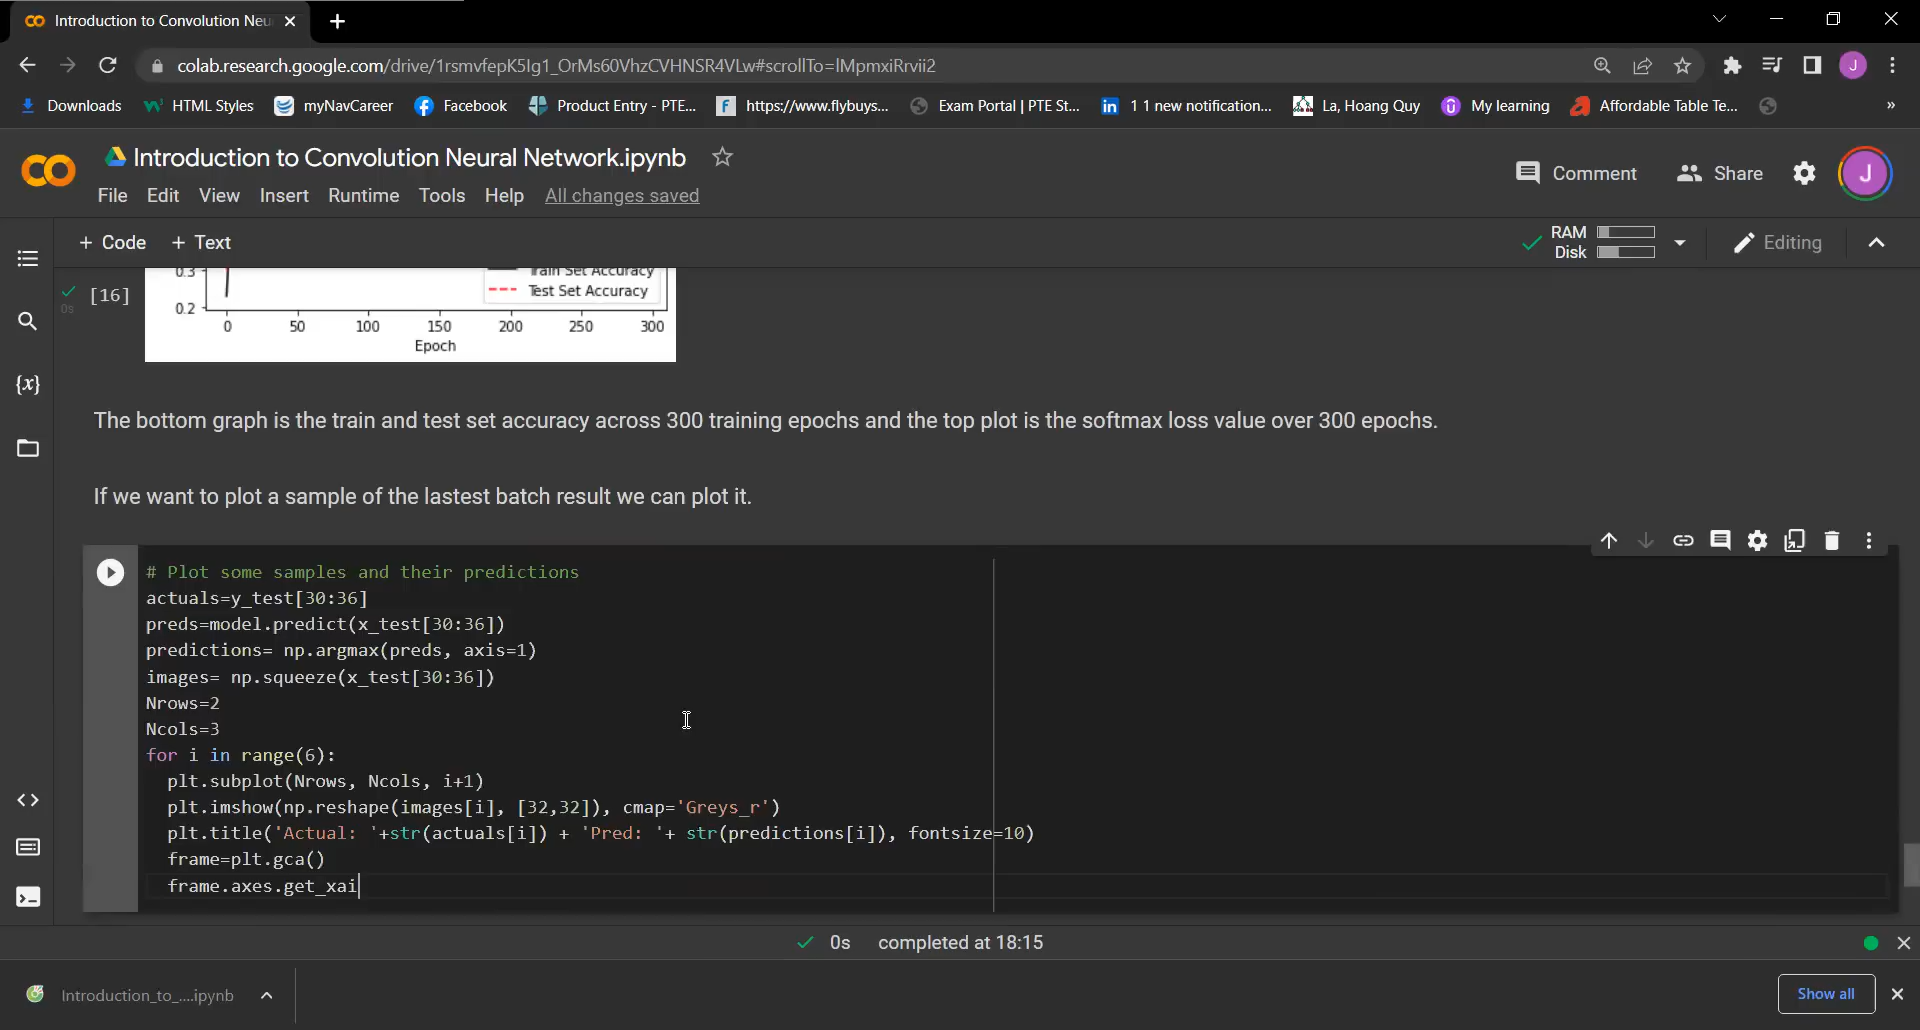 Introduction to Convolution Neu
colab.research.google.com/drive/1rsmvfepK5Ig1_OrMs60VhzCVHNSR4VLw#scrollTo=IMpmxiRrvii2
J
Downloads HTML Styles myNavCareer Facebook Product Entry - PTE... https://www.flybuys... Exam Portal | PTE St... 1 1 new notification... La, Hoang Quy My learning Affordable Table Te... »
Introduction to Convolution Neural Network.ipynb
Comment Share J
File Edit View Insert Runtime Tools Help All changes saved
+ Code + Text
RAM
Disk
Editing
0.3
Train Set Accuracy
[16]
0s
Test Set Accuracy
0.2
0 50 100 150 200 250 300
Epoch
{x}
The bottom graph is the train and test set accuracy across 300 training epochs and the top plot is the softmax loss value over 300 epochs.
If we want to plot a sample of the lastest batch result we can plot it.
# Plot some samples and their predictions
actuals=y_test[30:36]
preds=model.predict(x_test[30:36])
predictions= np.argmax(preds, axis=1)
images= np.squeeze(x_test[30:36])
Nrows=2
Ncols=3
for i in range(6):
plt.subplot(Nrows, Ncols, i+1)
plt.imshow(np.reshape(images[i], [32,32]), cmap='Greys_r')
plt.title('Actual: '+str(actuals[i]) + 'Pred: '+ str(predictions[i]), fontsize=10)
frame=plt.gca()
frame.axes.get_xai
0s completed at 18:15
Introduction_to_....ipynb
Show all